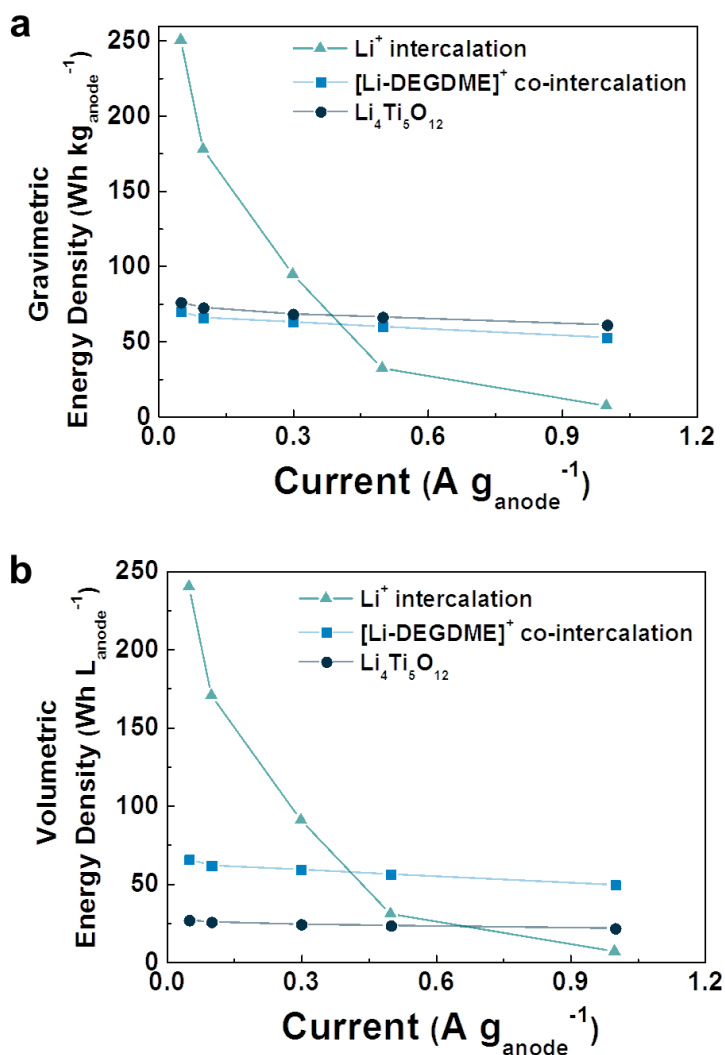 a
Gravimetric
Energy Density (Wh kg_anode⁻¹)
250
200
150
100
50
0
Li⁺ intercalation
[Li-DEGDME]⁺ co-intercalation
Li₄Ti₅O₁₂
0.0 0.3 0.6 0.9 1.2
Current (A g_anode⁻¹)
b
Volumetric
Energy Density (Wh L_anode⁻¹)
250
200
150
100
50
0
Li⁺ intercalation
[Li-DEGDME]⁺ co-intercalation
Li₄Ti₅O₁₂
0.0 0.3 0.6 0.9 1.2
Current (A g_anode⁻¹)